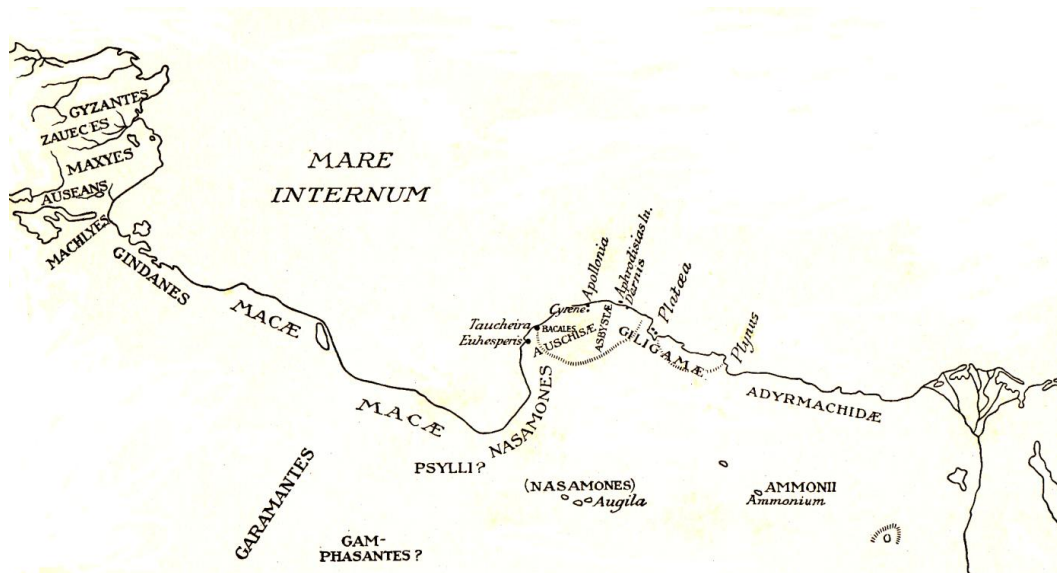 GYZANTES
ZAUECES
MAXYES
AUSEANS
MACHLYES
GINDANES
MARE
INTERNUM
MACÆ
MACÆ
Apollonia
Aphrodisias In.
Dernis
Platæa
Plynus
Cyrene
Taucheira
Euhesperis
BACALES
AUSCHISÆ
ASBYSTÆ
GILIGAMÆ
NASAMONES
ADYRMACHIDÆ
PSYLLI?
(NASAMONES)
Augila
AMMONII
Ammonium
GARAMANTES
GAM-
PHASANTES?